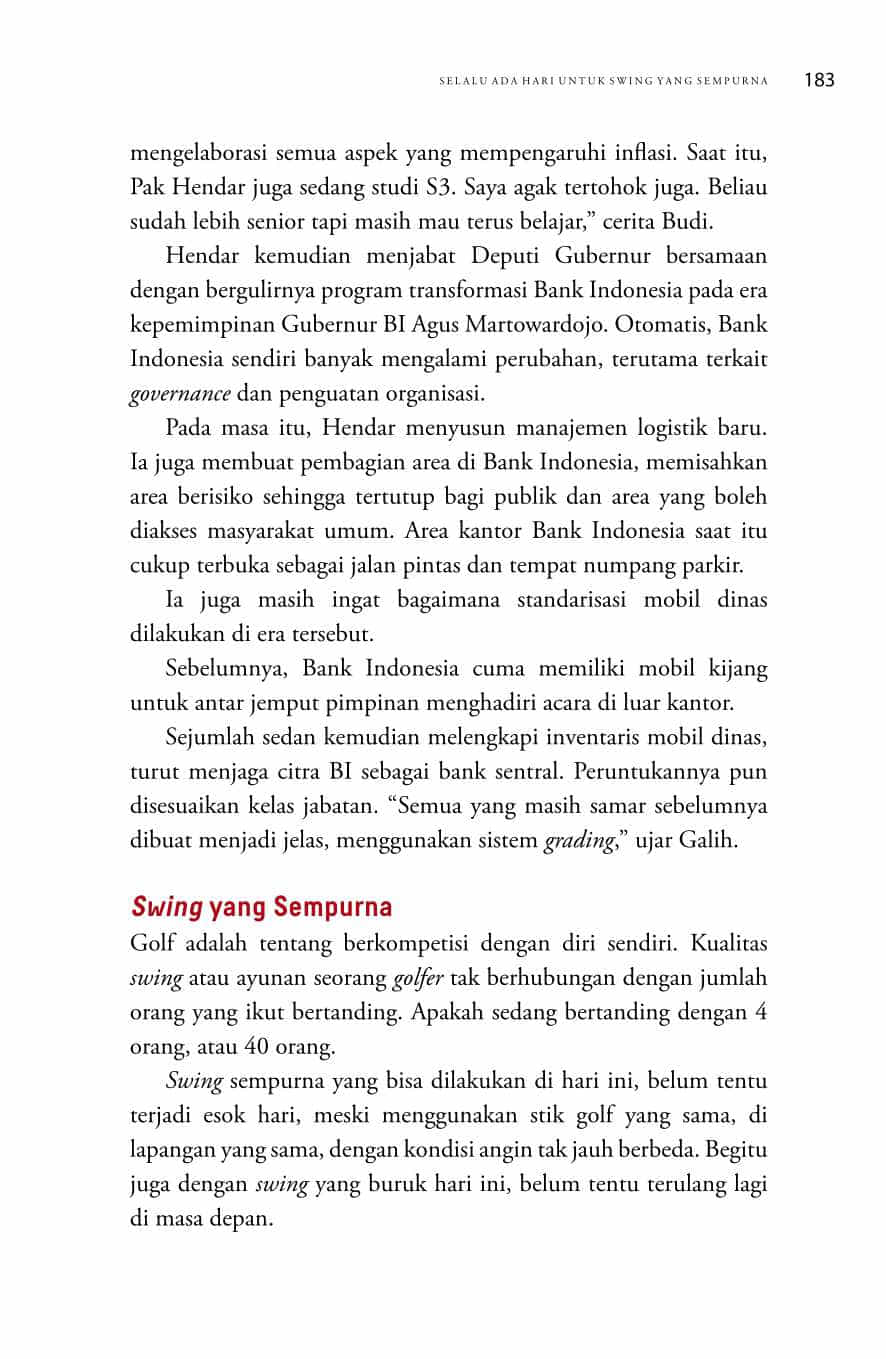 SELALU ADA HARI UNTUK SWING YANG SEMPURNA 183
mengelaborasi semua aspek yang mempengaruhi inflasi. Saat itu,
Pak Hendar juga sedang studi S3. Saya agak tertohok juga. Beliau
sudah lebih senior tapi masih mau terus belajar,” cerita Budi.
Hendar kemudian menjabat Deputi Gubernur bersamaan
dengan bergulirnya program transformasi Bank Indonesia pada era
kepemimpinan Gubernur BI Agus Martowardojo. Otomatis, Bank
Indonesia sendiri banyak mengalami perubahan, terutama terkait
governance dan penguatan organisasi.
Pada masa itu, Hendar menyusun manajemen logistik baru.
Ia juga membuat pembagian area di Bank Indonesia, memisahkan
area berisiko sehingga tertutup bagi publik dan area yang boleh
diakses masyarakat umum. Area kantor Bank Indonesia saat itu
cukup terbuka sebagai jalan pintas dan tempat numpang parkir.
Ia juga masih ingat bagaimana standarisasi mobil dinas
dilakukan di era tersebut.
Sebelumnya, Bank Indonesia cuma memiliki mobil kijang
untuk antar jemput pimpinan menghadiri acara di luar kantor.
Sejumlah sedan kemudian melengkapi inventaris mobil dinas,
turut menjaga citra BI sebagai bank sentral. Peruntukannya pun
disesuaikan kelas jabatan. “Semua yang masih samar sebelumnya
dibuat menjadi jelas, menggunakan sistem grading,” ujar Galih.
Swing yang Sempurna
Golf adalah tentang berkompetisi dengan diri sendiri. Kualitas
swing atau ayunan seorang golfer tak berhubungan dengan jumlah
orang yang ikut bertanding. Apakah sedang bertanding dengan 4
orang, atau 40 orang.
Swing sempurna yang bisa dilakukan di hari ini, belum tentu
terjadi esok hari, meski menggunakan stik golf yang sama, di
lapangan yang sama, dengan kondisi angin tak jauh berbeda. Begitu
juga dengan swing yang buruk hari ini, belum tentu terulang lagi
di masa depan.